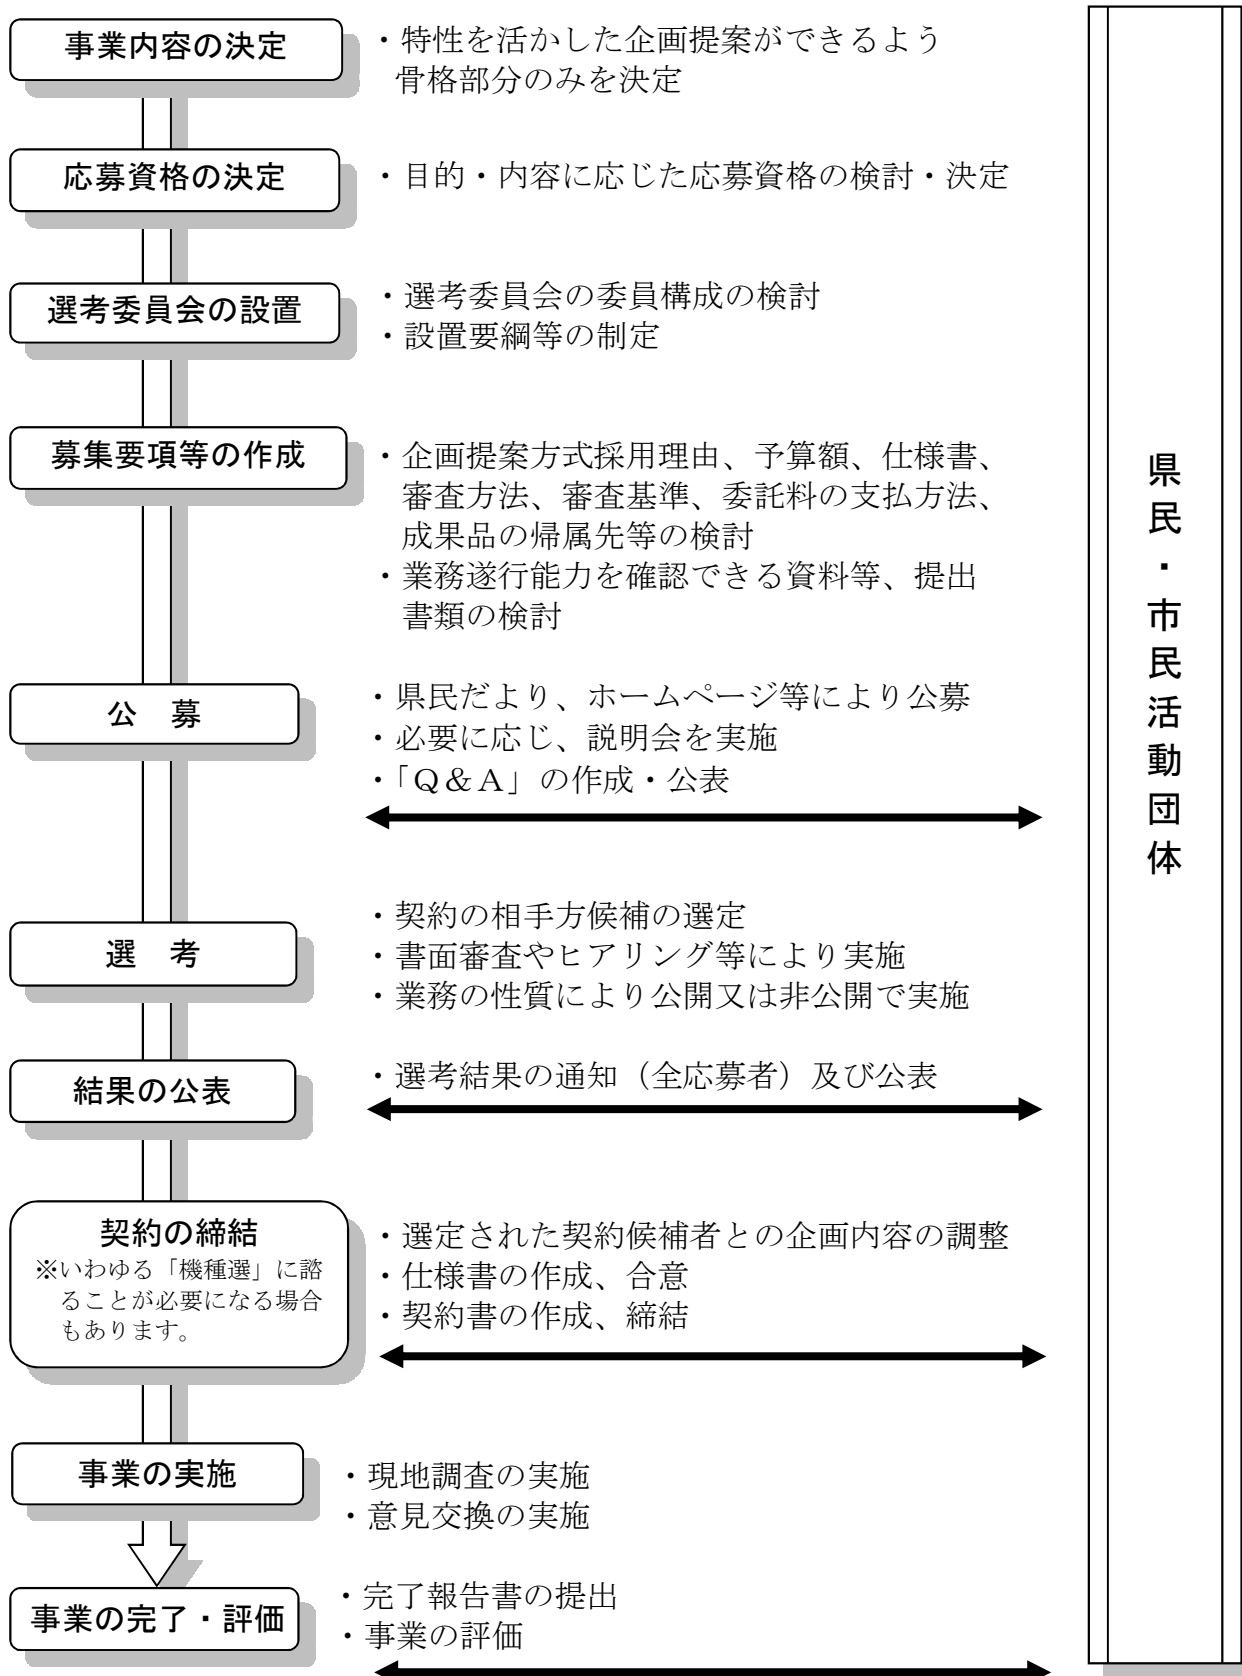 事業内容の決定
・特性を活かした企画提案ができるよう
骨格部分のみを決定
応募資格の決定
・目的・内容に応じた応募資格の検討・決定
選考委員会の設置
・選考委員会の委員構成の検討
・設置要綱等の制定
募集要項等の作成
・企画提案方式採用理由、予算額、仕様書、
審査方法、審査基準、委託料の支払方法、
成果品の帰属先等の検討
・業務遂行能力を確認できる資料等、提出
書類の検討
公　募
・県民だより、ホームページ等により公募
・必要に応じ、説明会を実施
・「Ｑ＆Ａ」の作成・公表
選　考
・契約の相手方候補の選定
・書面審査やヒアリング等により実施
・業務の性質により公開又は非公開で実施
結果の公表
・選考結果の通知（全応募者）及び公表
契約の締結
※いわゆる「機種選」に諮
ることが必要になる場合
もあります。
・選定された契約候補者との企画内容の調整
・仕様書の作成、合意
・契約書の作成、締結
事業の実施
・現地調査の実施
・意見交換の実施
事業の完了・評価
・完了報告書の提出
・事業の評価
県民・市民活動団体